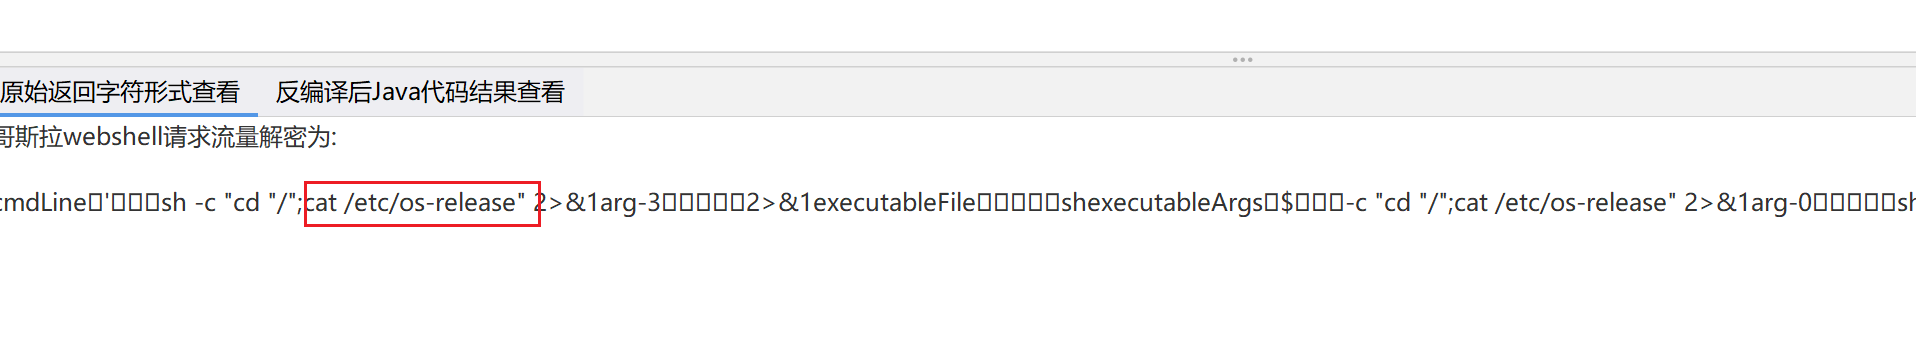 原始返回字符形式查看 反编译后Java代码结果查看
哥斯拉webshell请求流量解密为:
cmdLine▯'▯▯▯sh -c "cd "/";cat /etc/os-release" 2>&1arg-3▯▯▯▯▯2>&1executableFile▯▯▯▯▯shexecutableArgs▯$▯▯▯-c "cd "/";cat /etc/os-release" 2>&1arg-0▯▯▯▯▯sh